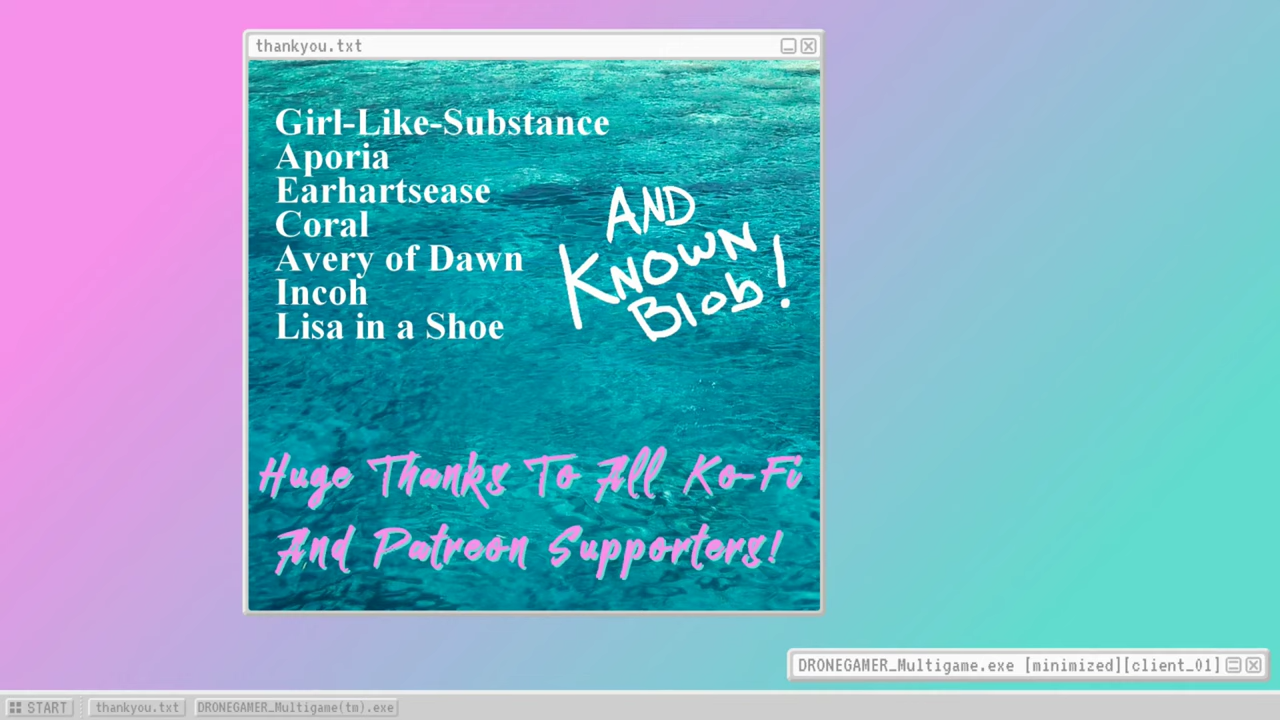 thankyou.txt
Girl-Like-Substance
Aporia
Earhartsease
Coral
Avery of Dawn
Incoh
Lisa in a Shoe
AND
KNOWN
Blob!
Huge Thanks To All Ko-Fi
And Patreon Supporters!
DRONEGAMER_Multigame.exe [minimized][client_01]
START
thankyou.txt
DRONEGAMER_Multigame(tm).exe